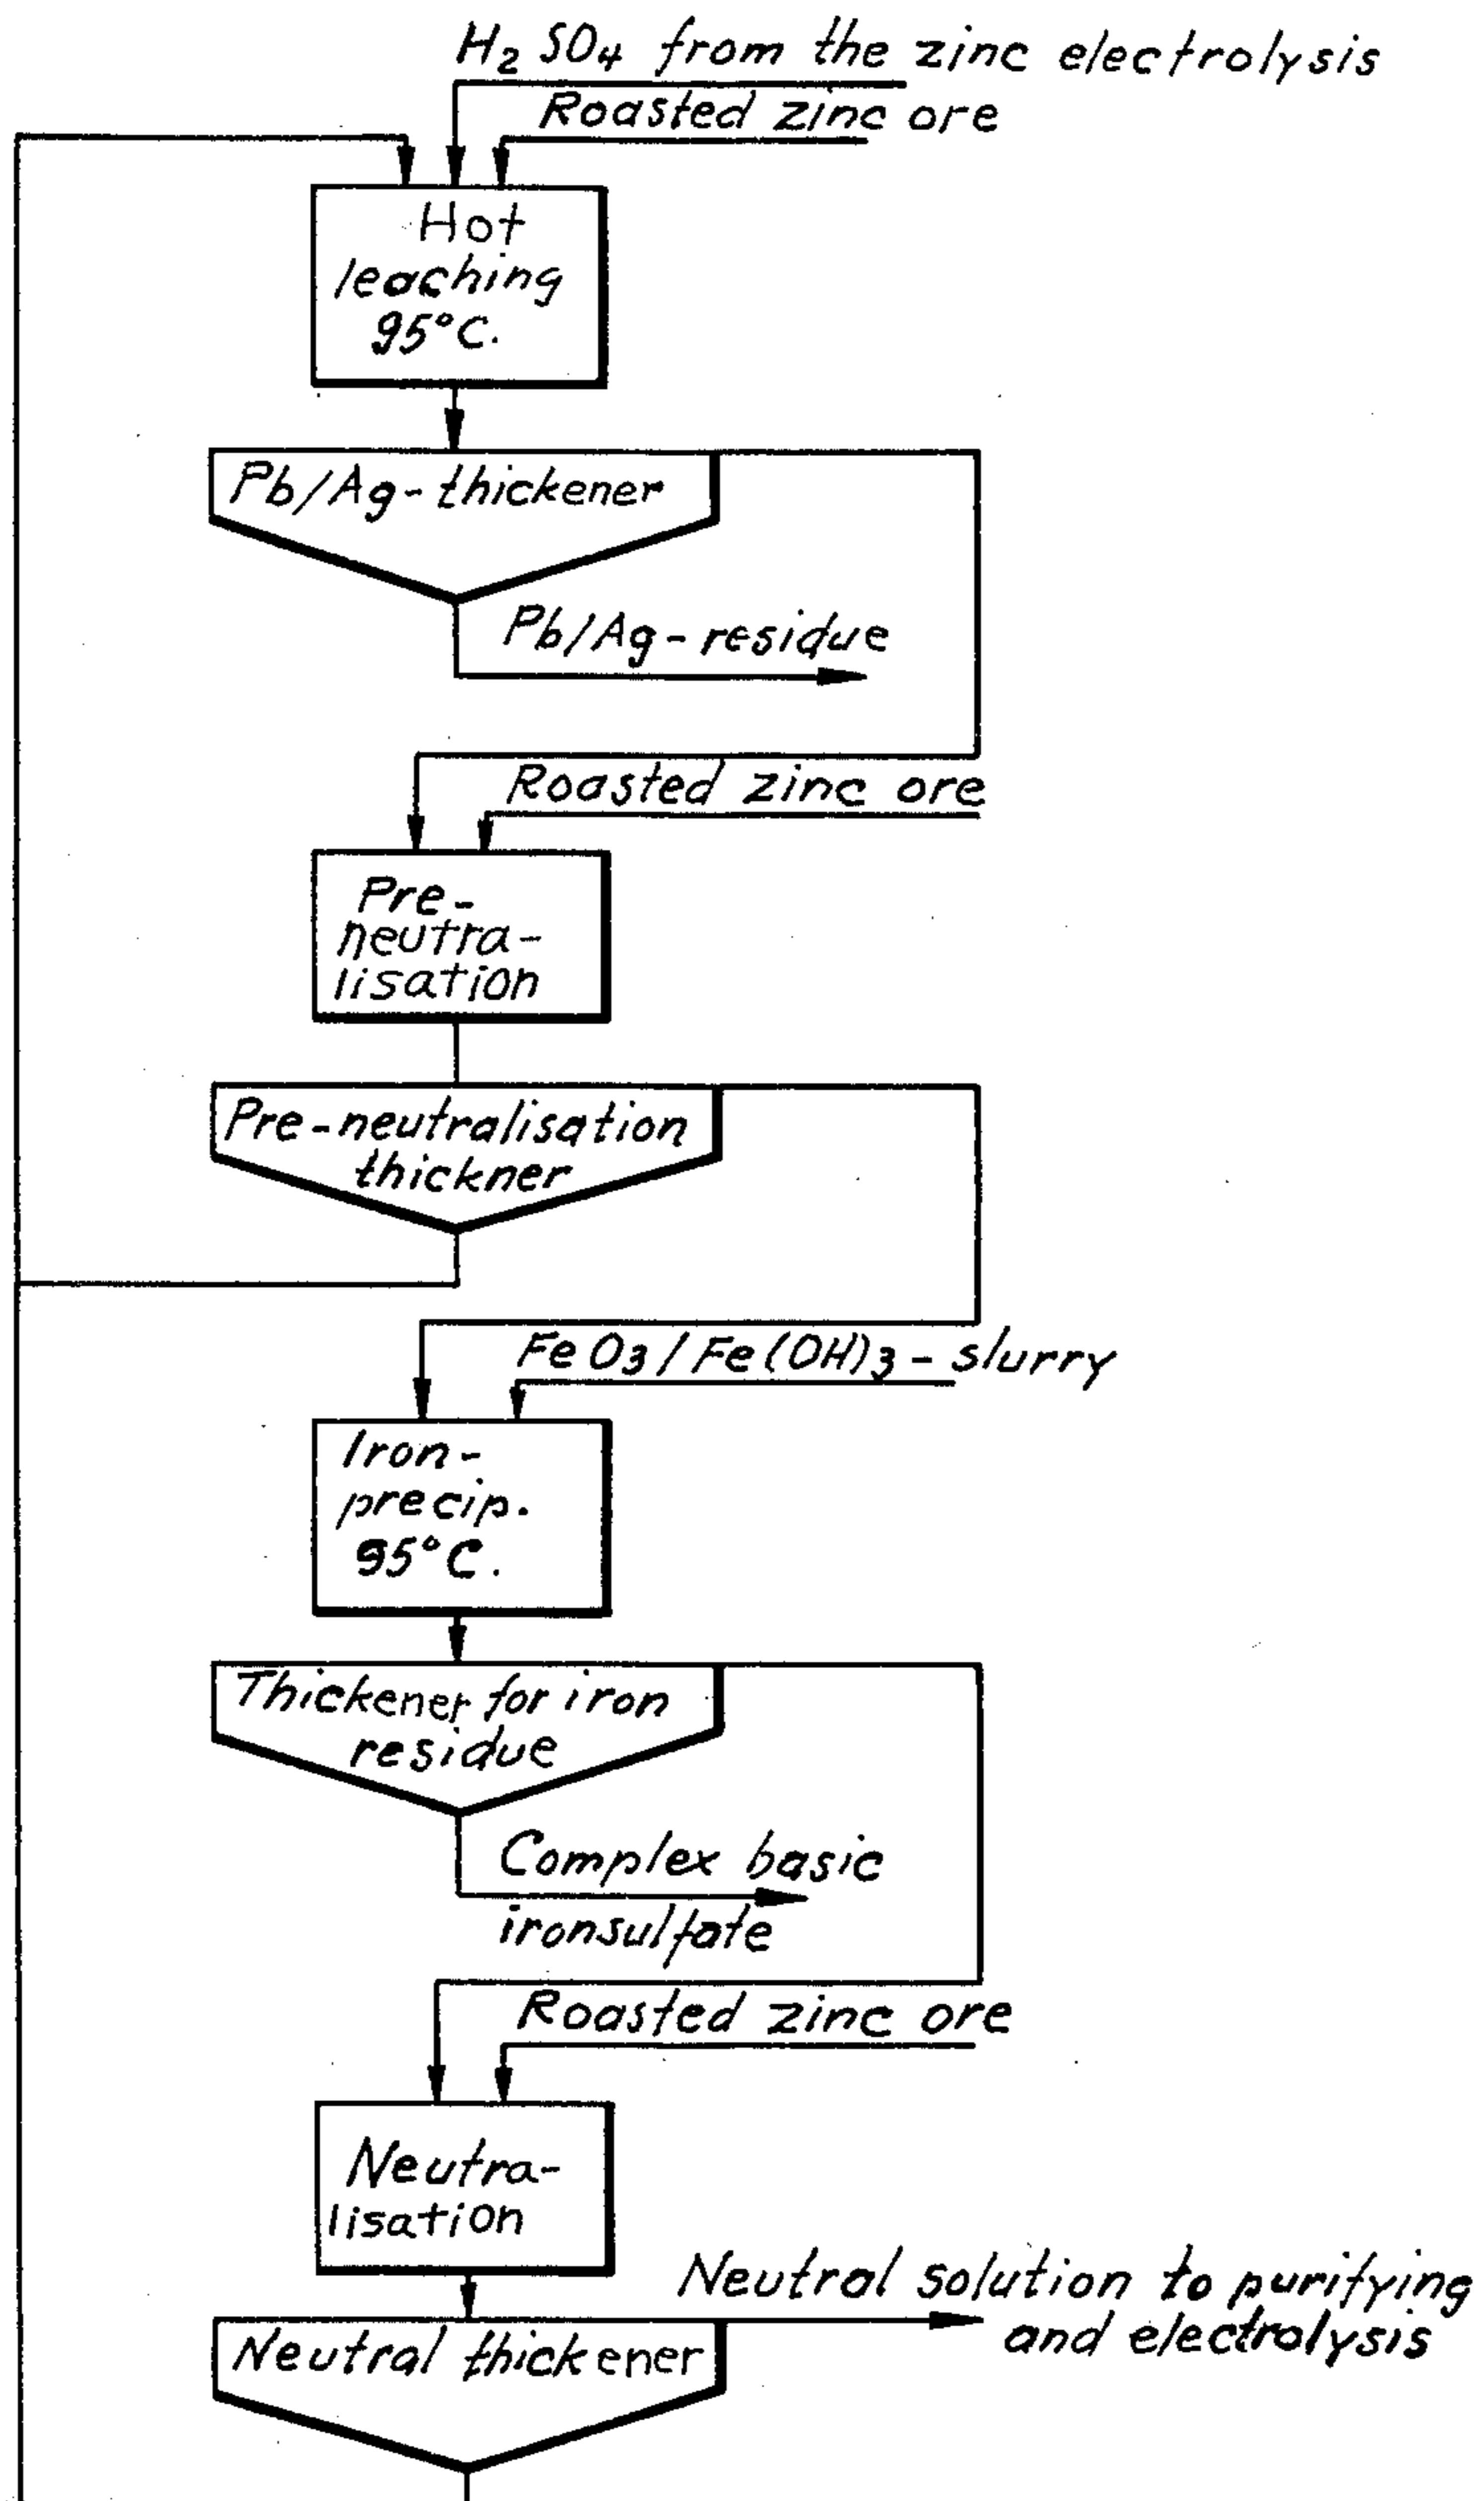 H2 SO4 from the zinc electrolysis
Roasted zinc ore
Hot
leaching
95°C.
Pb/Ag-thickener
Pb/Ag-residue
Roasted zinc ore
Pre-
neutra-
lisation
Pre-neutralisation
thickner
FeO3/Fe(OH)3-slurry
Iron-
precip.
95°C.
Thickener for iron
residue
Complex basic
ironsulfate
Roasted zinc ore
Neutra-
lisation
Neutral solution to purifying
and electrolysis
Neutral thickener